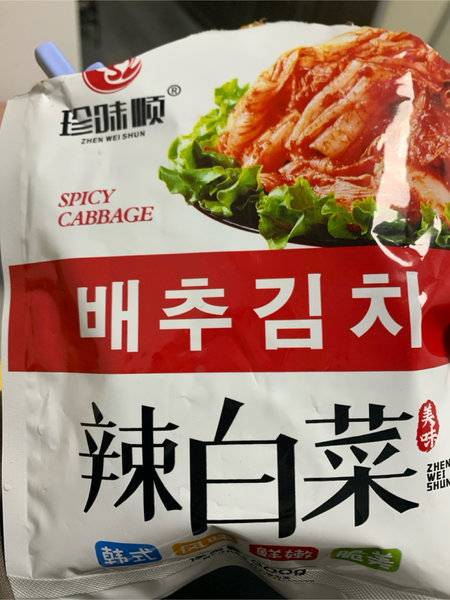 珍味顺®
ZHEN WEI SHUN
SPICY
CABBAGE
배추김치
辣白菜
美味
ZHEN
WEI
SHUN
韩式
鲜嫩
脆美